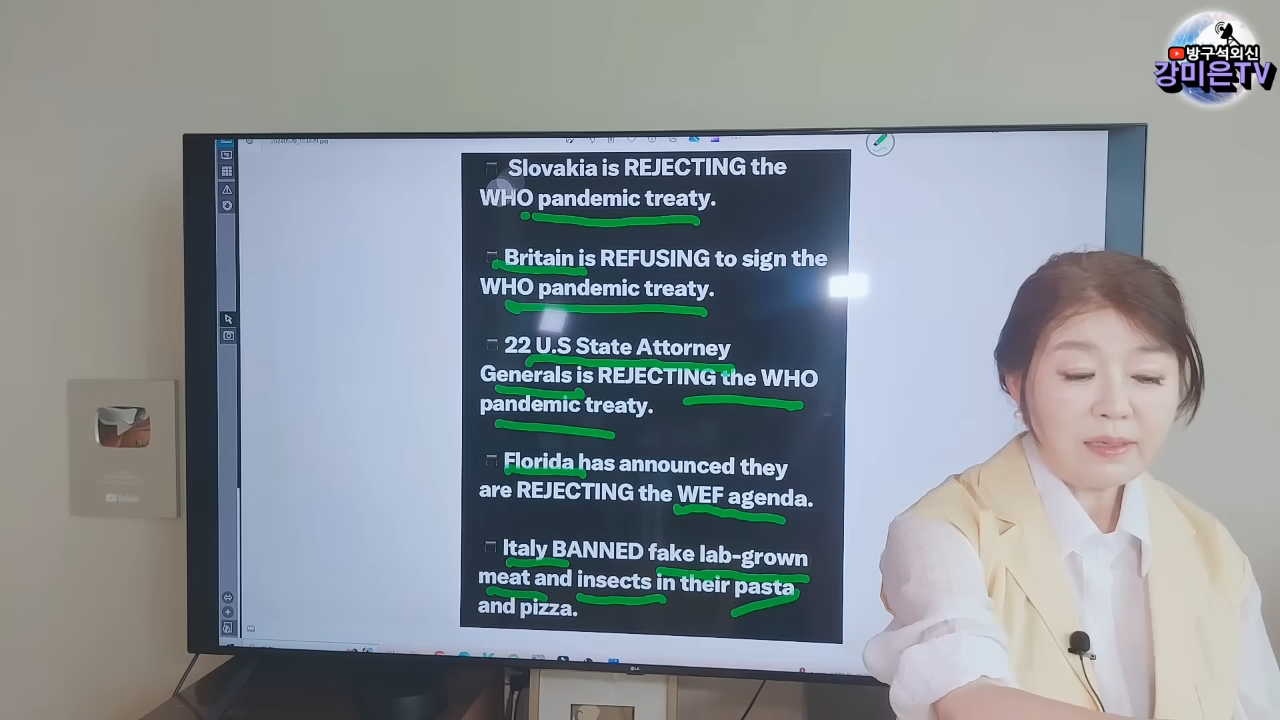 방구석외신
강미은TV
Slovakia is REJECTING the
WHO pandemic treaty.
Britain is REFUSING to sign the
WHO pandemic treaty.
22 U.S State Attorney
Generals is REJECTING the WHO
pandemic treaty.
Florida has announced they
are REJECTING the WEF agenda.
Italy BANNED fake lab-grown
meat and insects in their pasta
and pizza.
YouTube
LG